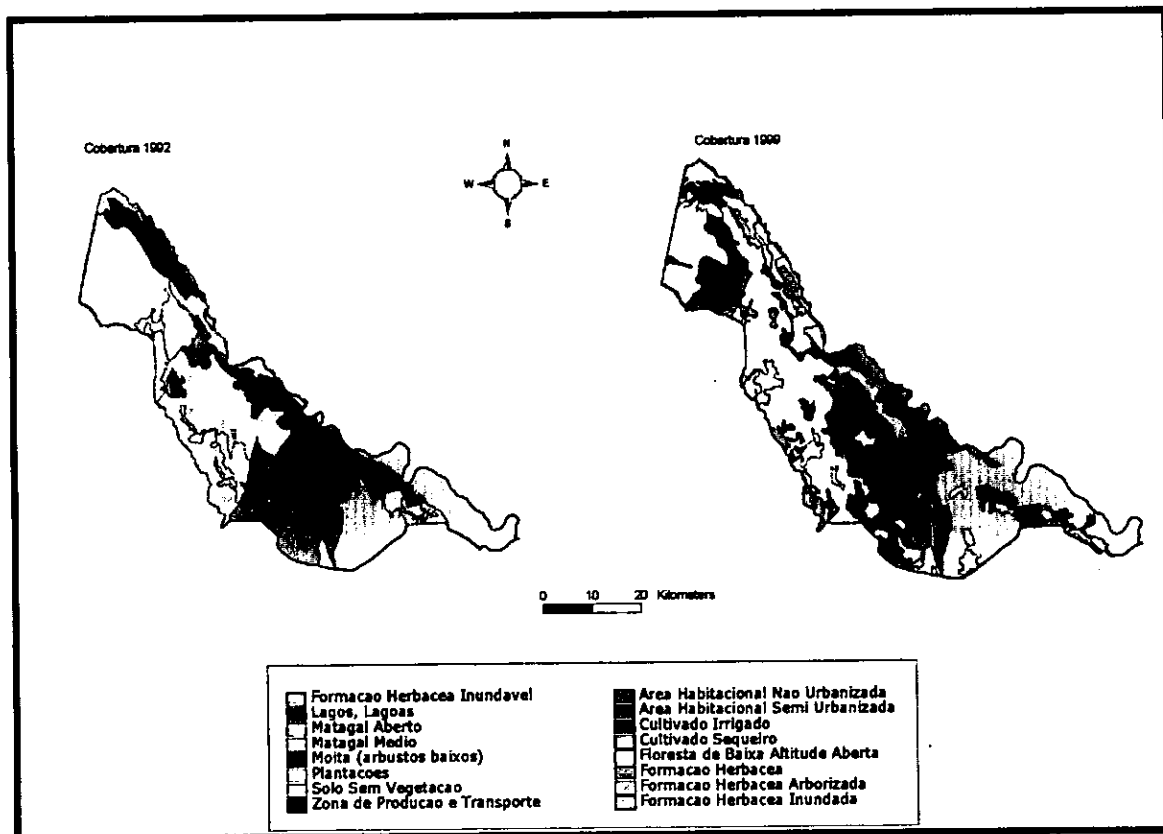 Cobertura 1992
Cobertura 1999
N
W E
S
0 10 20 Kilometers
Formacao Herbacea Inundavel
Lagos, Lagoas
Matagal Aberto
Matagal Medio
Moita (arbustos baixos)
Plantacoes
Solo Sem Vegetacao
Zona de Producao e Transporte
Area Habitacional Nao Urbanizada
Area Habitacional Semi Urbanizada
Cultivado Irrigado
Cultivado Sequeiro
Floresta de Baixa Altitude Aberta
Formacao Herbacea
Formacao Herbacea Arborizada
Formacao Herbacea Inundada